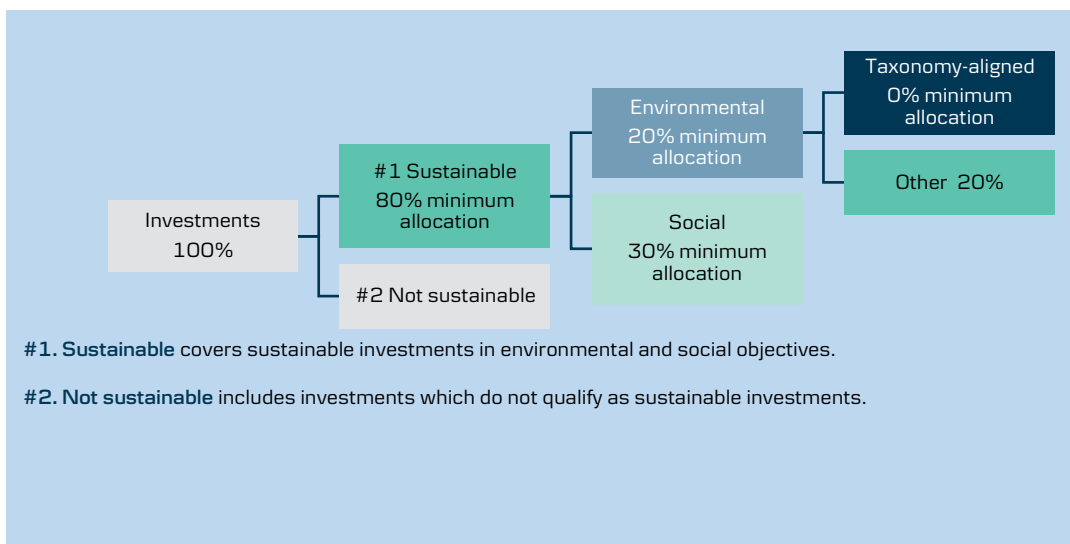 Investments
100%
#1 Sustainable
80% minimum
allocation
#2 Not sustainable
Environmental
20% minimum
allocation
Social
30% minimum
allocation
Taxonomy-aligned
0% minimum
allocation
Other 20%
#1. Sustainable covers sustainable investments in environmental and social objectives.
#2. Not sustainable includes investments which do not qualify as sustainable investments.